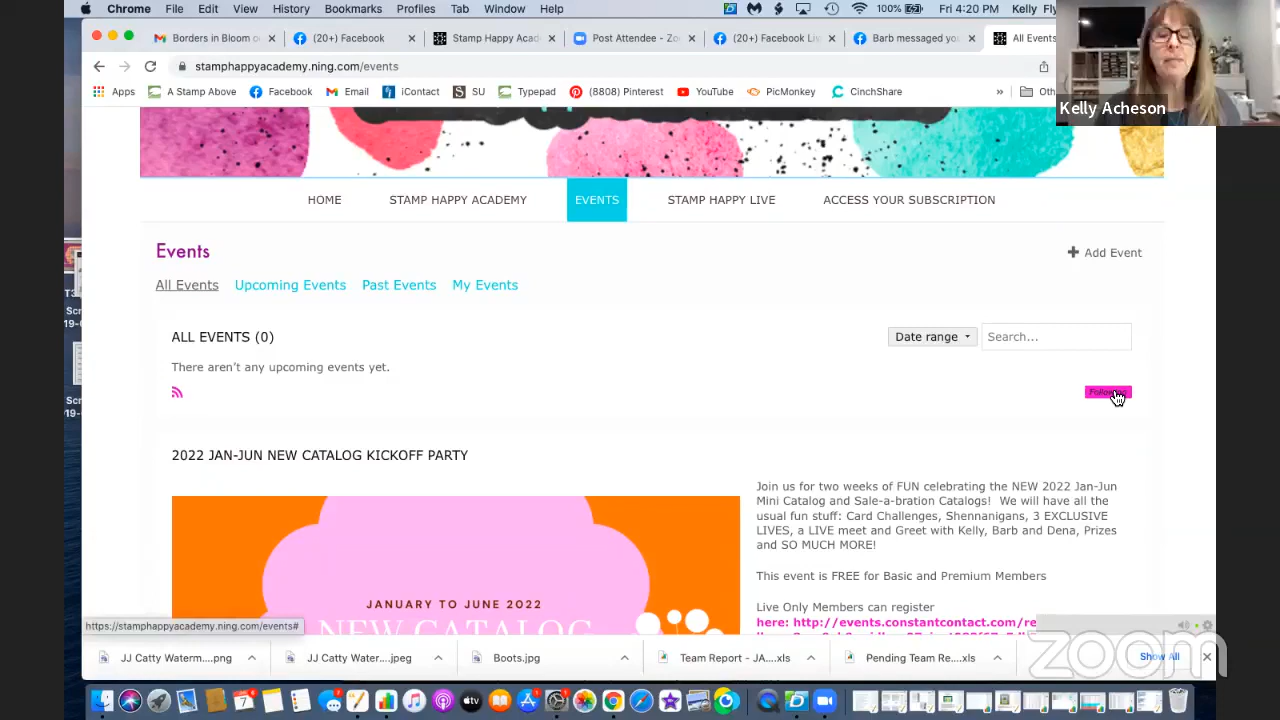 Chrome File Edit View History Bookmarks Profiles Tab Window Help 100% Fri 4:20 PM Kelly
Borders in Bloom (20+) Facebook Stamp Happy Aca Post Attendee - Zo (20+) Facebook Liv Barb messaged you All Events
stamphappyacademy.ning.com/events
Kelly Acheson
Apps A Stamp Above Facebook Email iContact SU Typepad (8808) Pinterest YouTube PicMonkey CinchShare » Oth
HOME STAMP HAPPY ACADEMY EVENTS STAMP HAPPY LIVE ACCESS YOUR SUBSCRIPTION
Events
Add Event
All Events Upcoming Events Past Events My Events
ALL EVENTS (0)
Date range Search...
There aren't any upcoming events yet.
2022 JAN-JUN NEW CATALOG KICKOFF PARTY
Join us for two weeks of FUN celebrating the NEW 2022 Jan-Jun
Mini Catalog and Sale-a-bration Catalogs! We will have all the
usual fun stuff: Card Challenges, Shenanigans, 3 EXCLUSIVE
LIVES, a LIVE meet and Greet with Kelly, Barb and Dena, Prizes
and SO MUCH MORE!
This event is FREE for Basic and Premium Members
Live Only Members can register
here: http://events.constantcontact.com/re
JANUARY TO JUNE 2022
NEW CATALOG
https://stamphappyacademy.ning.com/events#
JJ Catty Waterm....png JJ Catty Water....jpeg Boots.jpg Team Report - JA....xls Pending Team Re....xls Show All
zoom